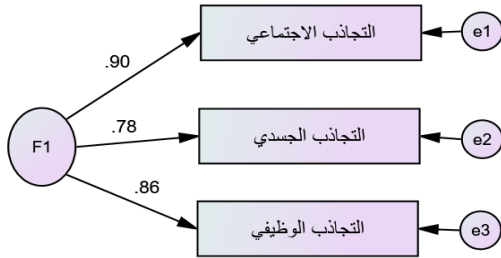 التجاذب الاجتماعي
e1
.90
F1
.78
التجاذب الجسدي
e2
.86
التجاذب الوظيفي
e3